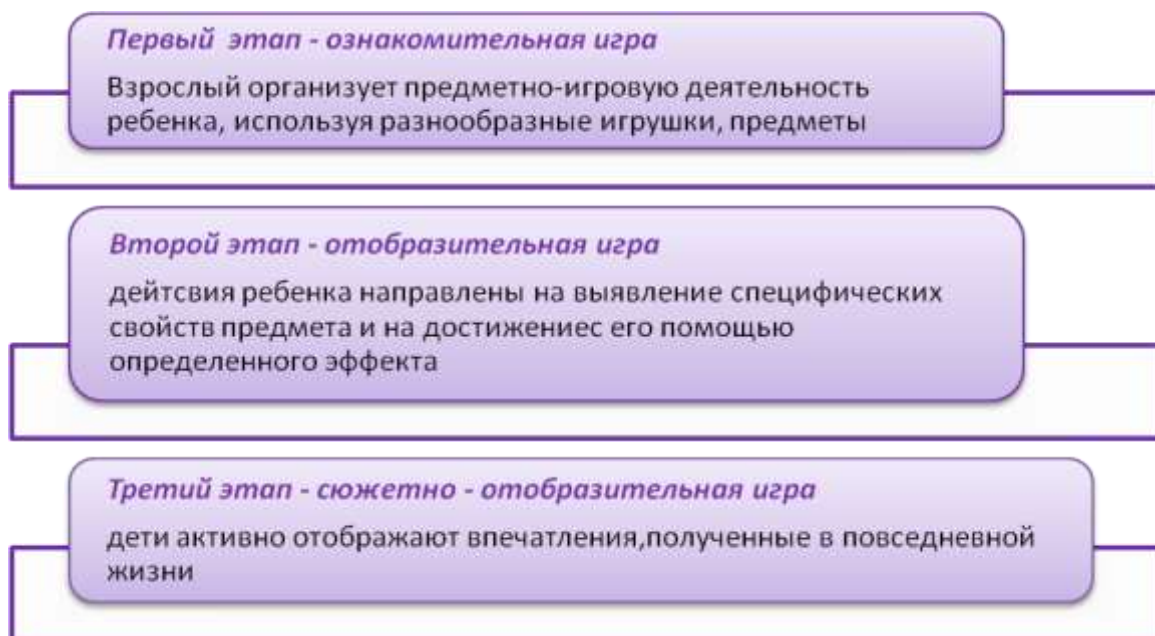 Первый этап - ознакомительная игра
Взрослый организует предметно-игровую деятельность
ребенка, используя разнообразные игрушки, предметы
Второй этап - отобразительная игра
дейтсвия ребенка направлены на выявление специфических
свойств предмета и на достижениес его помощью
определенного эффекта
Третий этап - сюжетно - отобразительная игра
дети активно отображают впечатления,полученные в повседневной
жизни